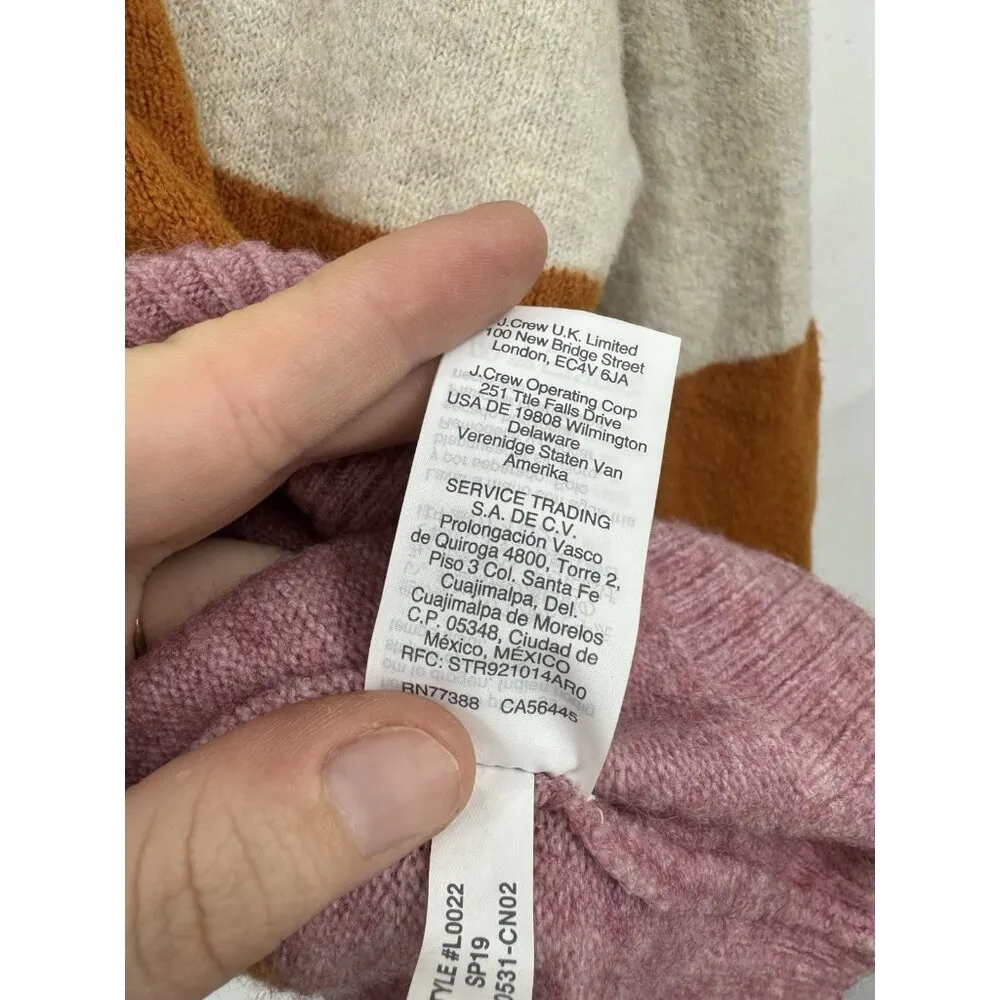 J.Crew U.K. Limited
100 New Bridge Street
London, EC4V 6JA
J.Crew Operating Corp
251 Ttle Falls Drive
USA DE 19808 Wilmington
Delaware
Verenidge Staten Van
Amerika
SERVICE TRADING
S.A. DE C.V.
Prolongación Vasco
de Quiroga 4800, Torre 2,
Piso 3 Col. Santa Fe
Cuajimalpa, Del.
Cuajimalpa de Morelos
C.P. 05348, Ciudad de
México, MÉXICO
RFC: STR921014AR0
RN77388 CA56445
YLE #L0022
SP19
0531-CN02